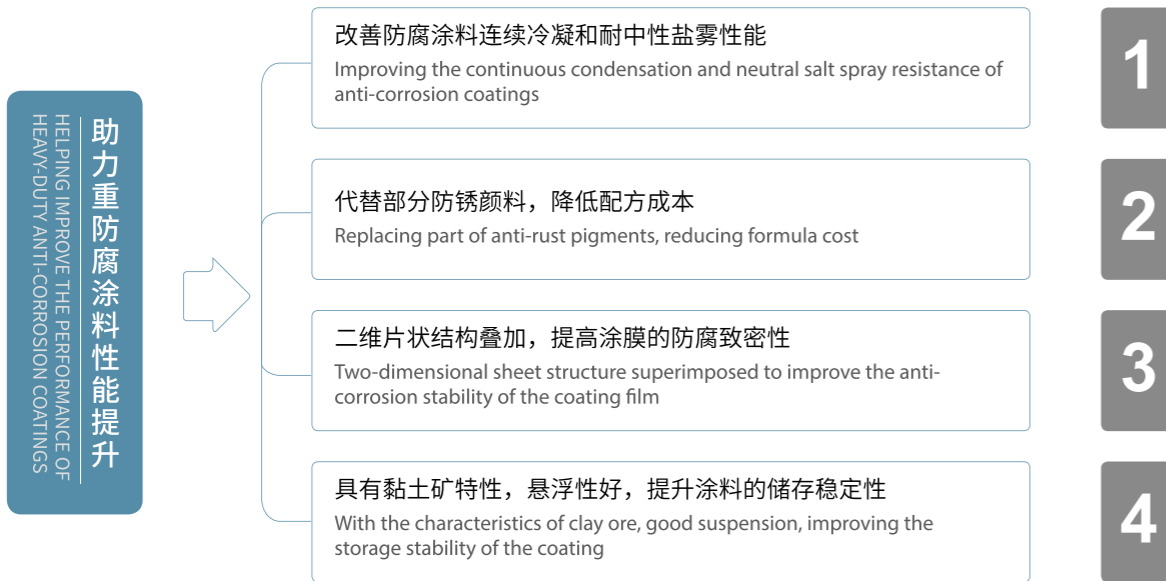 助力重防腐涂料性能提升
HELPING IMPROVE THE PERFORMANCE OF
HEAVY-DUTY ANTI-CORROSION COATINGS
改善防腐涂料连续冷凝和耐中性盐雾性能
Improving the continuous condensation and neutral salt spray resistance of
anti-corrosion coatings
1
代替部分防锈颜料，降低配方成本
Replacing part of anti-rust pigments, reducing formula cost
2
二维片状结构叠加，提高涂膜的防腐致密性
Two-dimensional sheet structure superimposed to improve the anti-
corrosion stability of the coating film
3
具有黏土矿特性，悬浮性好，提升涂料的储存稳定性
With the characteristics of clay ore, good suspension, improving the
storage stability of the coating
4